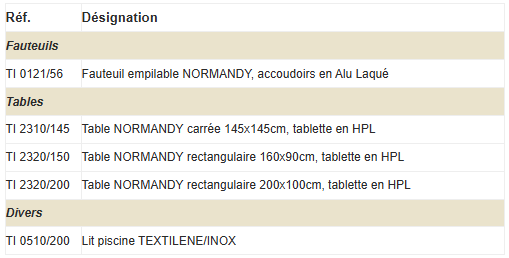 Réf. Désignation
Fauteuils
TI 0121/56 Fauteuil empilable NORMANDY, accoudoirs en Alu Laqué
Tables
TI 2310/145 Table NORMANDY carrée 145x145cm, tablette en HPL
TI 2320/150 Table NORMANDY rectangulaire 160x90cm, tablette en HPL
TI 2320/200 Table NORMANDY rectangulaire 200x100cm, tablette en HPL
Divers
TI 0510/200 Lit piscine TEXTILENE/INOX